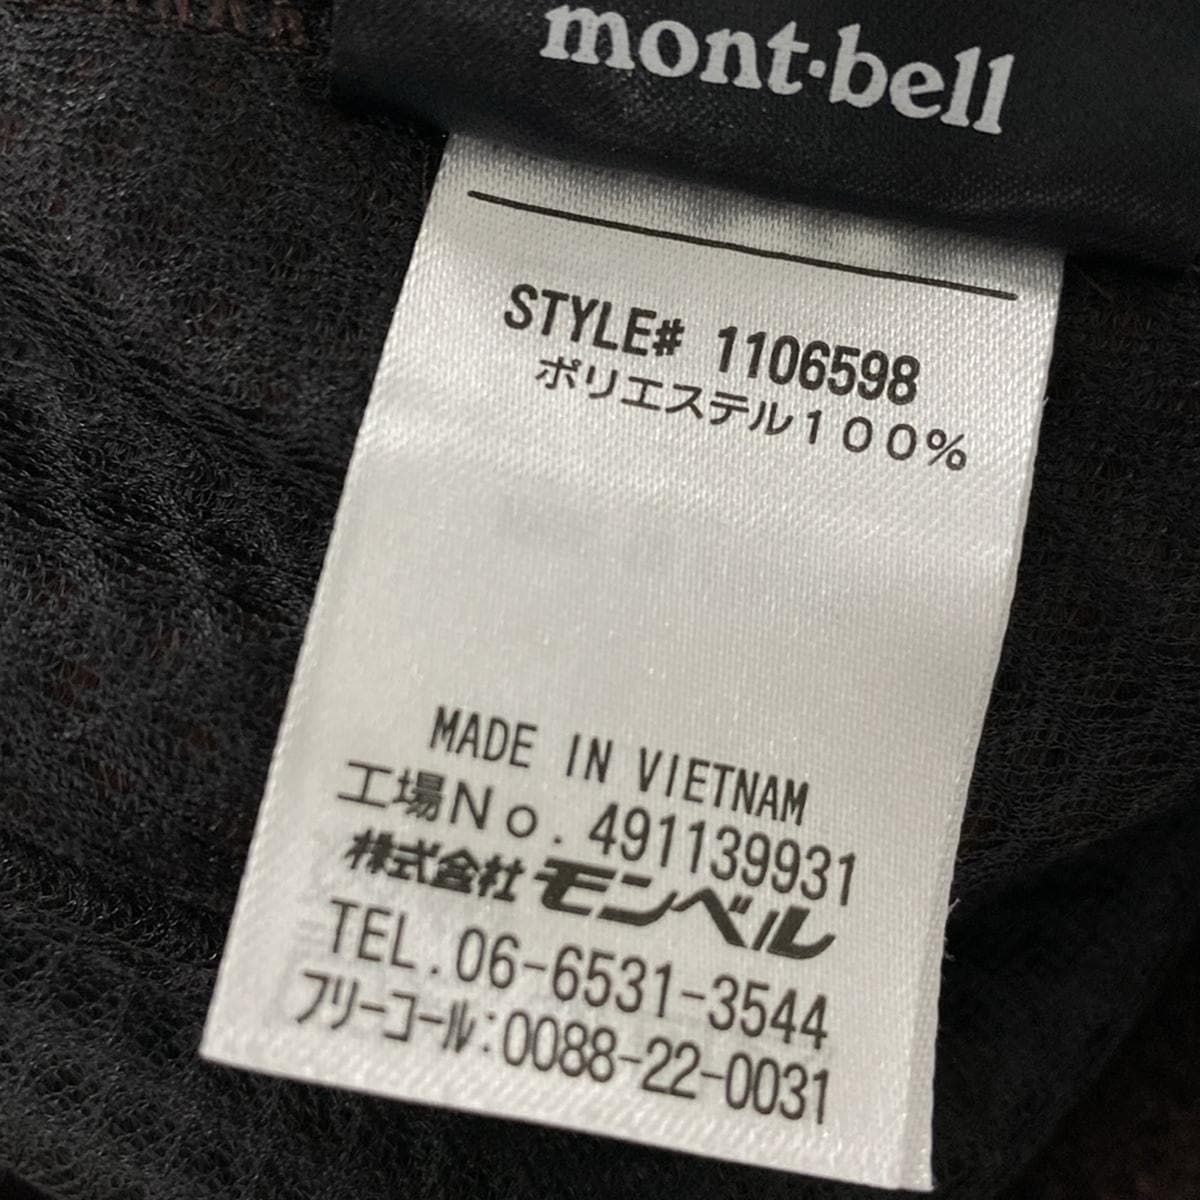 mont-bell
STYLE# 1106598
ポリエステル100%
MADE IN VIETNAM
工場No. 491139931
株式会社モンベル
TEL. 06-6531-3544
フリーコール:0088-22-0031